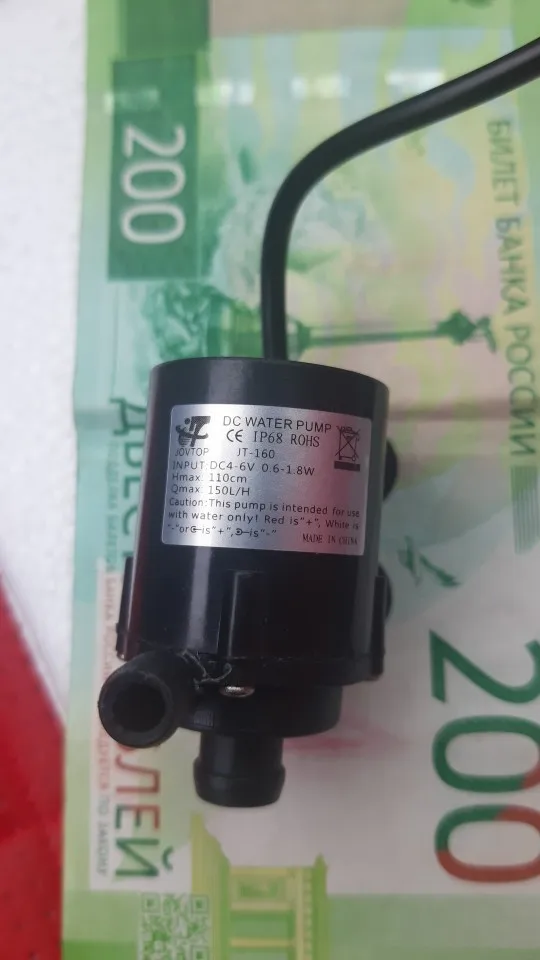 200
БИЛЕТ БАНКА РОССИИ
DC WATER PUMP
CE IP68 ROHS
JOVTOP JT-160
INPUT:DC4-6V 0.6-1.8W
Hmax: 110cm
Qmax: 150L/H
Caution:This pump is intended for use
with water only! Red is"+", White is
"-"or is"+", is"-"
MADE IN CHINA
200